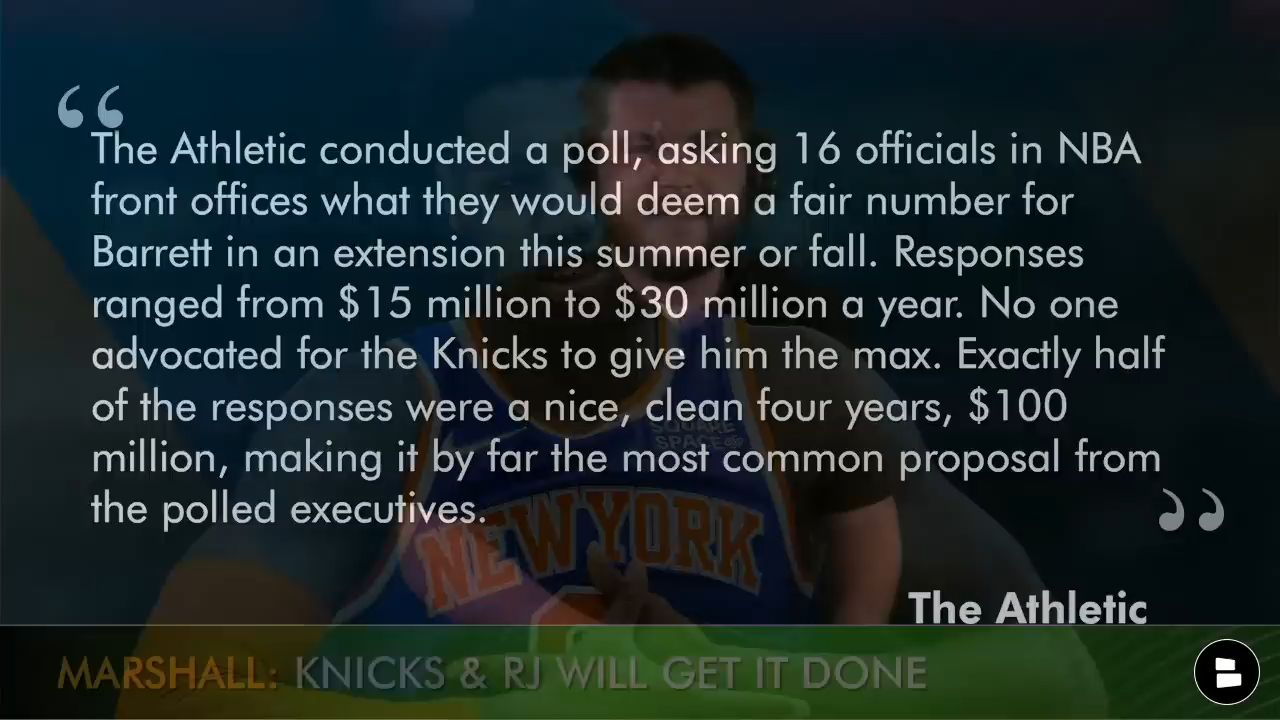 The Athletic conducted a poll, asking 16 officials in NBA
front offices what they would deem a fair number for
Barrett in an extension this summer or fall. Responses
ranged from $15 million to $30 million a year. No one
advocated for the Knicks to give him the max. Exactly half
of the responses were a nice, clean four years, $100
million, making it by far the most common proposal from
the polled executives.
SQUARE
SPACE
NEW YORK
The Athletic
MARSHALL: KNICKS & RJ WILL GET IT DONE